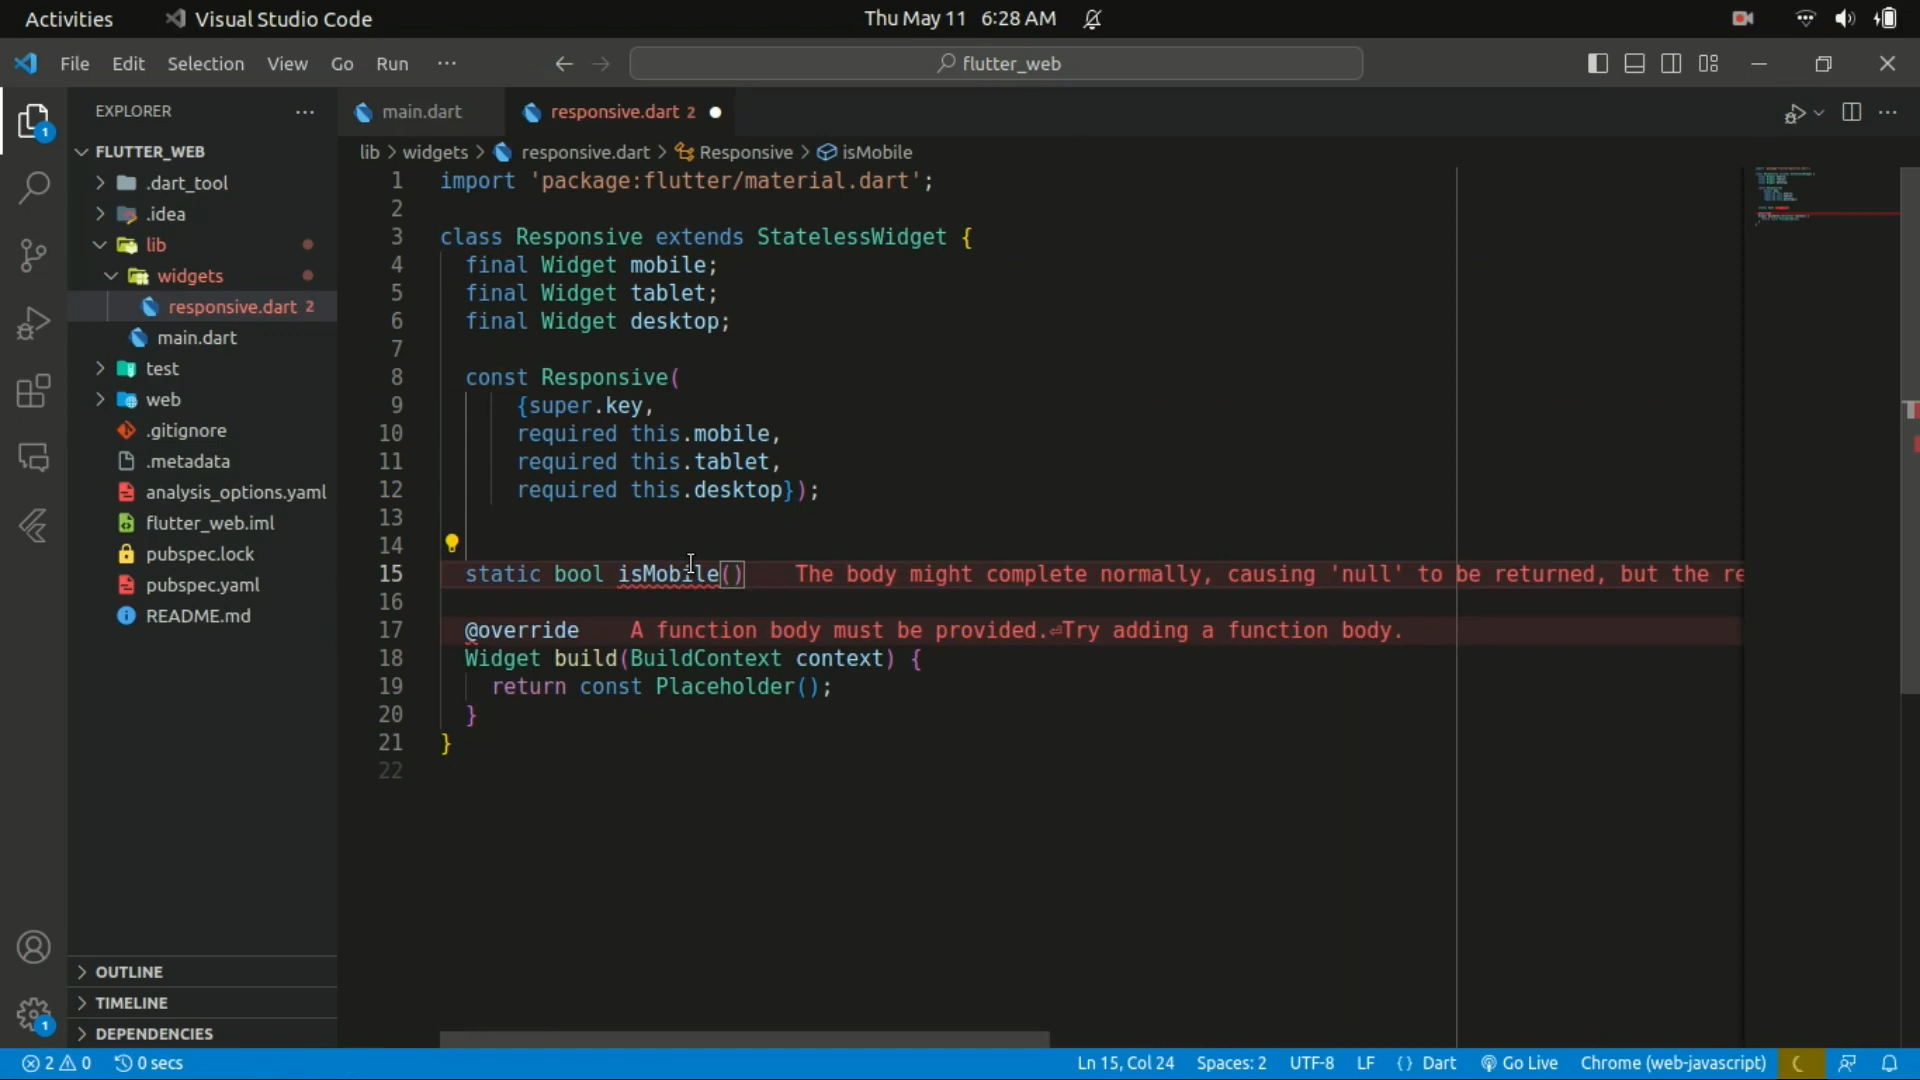 Activities Visual Studio Code Thu May 11 6:28 AM
File Edit Selection View Go Run ··· flutter_web
EXPLORER ··· main.dart responsive.dart 2
lib > widgets > responsive.dart > Responsive > isMobile
FLUTTER_WEB
.dart_tool
.idea
lib
widgets
responsive.dart 2
main.dart
test
web
.gitignore
.metadata
analysis_options.yaml
flutter_web.iml
pubspec.lock
pubspec.yaml
README.md
OUTLINE
TIMELINE
DEPENDENCIES
1
1
1 import 'package:flutter/material.dart';
2
3 class Responsive extends StatelessWidget {
4 final Widget mobile;
5 final Widget tablet;
6 final Widget desktop;
7
8 const Responsive(
9 {super.key,
10 required this.mobile,
11 required this.tablet,
12 required this.desktop});
13
14
15 static bool isMobile() The body might complete normally, causing 'null' to be returned, but the re
16
17 @override A function body must be provided.⏎Try adding a function body.
18 Widget build(BuildContext context) {
19 return const Placeholder();
20 }
21 }
22
2 0 0 secs Ln 15, Col 24 Spaces: 2 UTF-8 LF {} Dart Go Live Chrome (web-javascript)